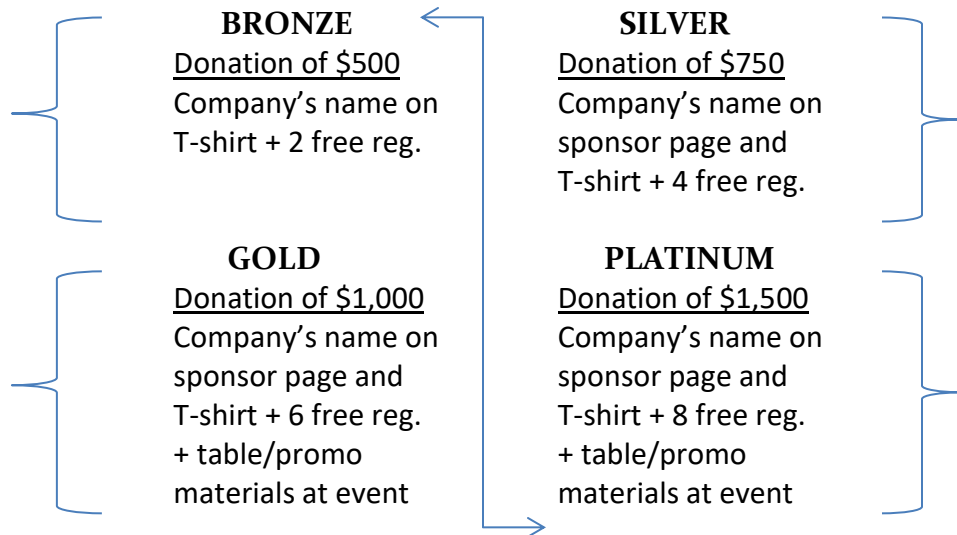 BRONZE
Donation of $500
Company’s name on
T-shirt + 2 free reg.
SILVER
Donation of $750
Company’s name on
sponsor page and
T-shirt + 4 free reg.
GOLD
Donation of $1,000
Company’s name on
sponsor page and
T-shirt + 6 free reg.
+ table/promo
materials at event
PLATINUM
Donation of $1,500
Company’s name on
sponsor page and
T-shirt + 8 free reg.
+ table/promo
materials at event